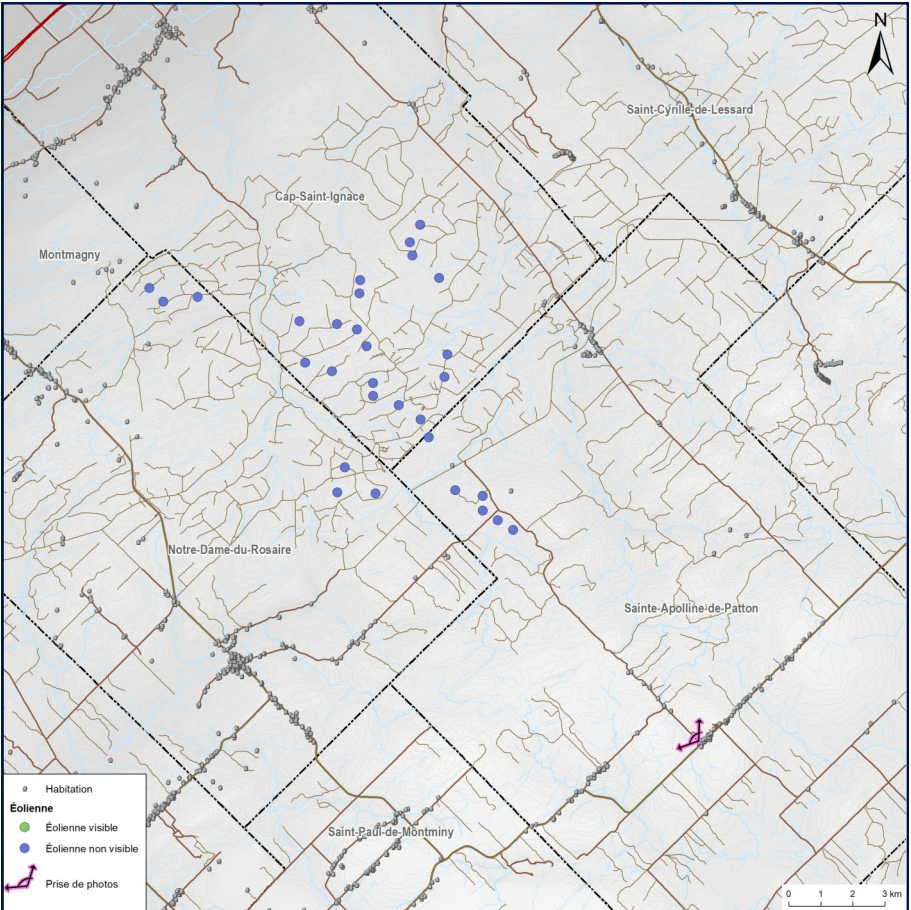 N
Saint-Cyrille-de-Lessard
Cap-Saint-Ignace
Montmagny
Notre-Dame-du-Rosaire
Sainte-Apolline-de-Patton
Saint-Paul-de-Montminy
Habitation
Éolienne
Éolienne visible
Éolienne non visible
Prise de photos
0 1 2 3 km